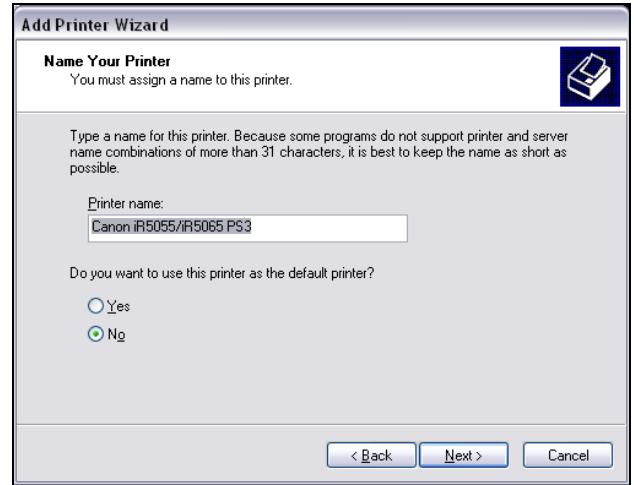 Add Printer Wizard
Name Your Printer
You must assign a name to this printer.
Type a name for this printer. Because some programs do not support printer and server
name combinations of more than 31 characters, it is best to keep the name as short as
possible.
Printer name:
Canon iR5055/iR5065 PS3
Do you want to use this printer as the default printer?
Yes
No
< Back
Next >
Cancel